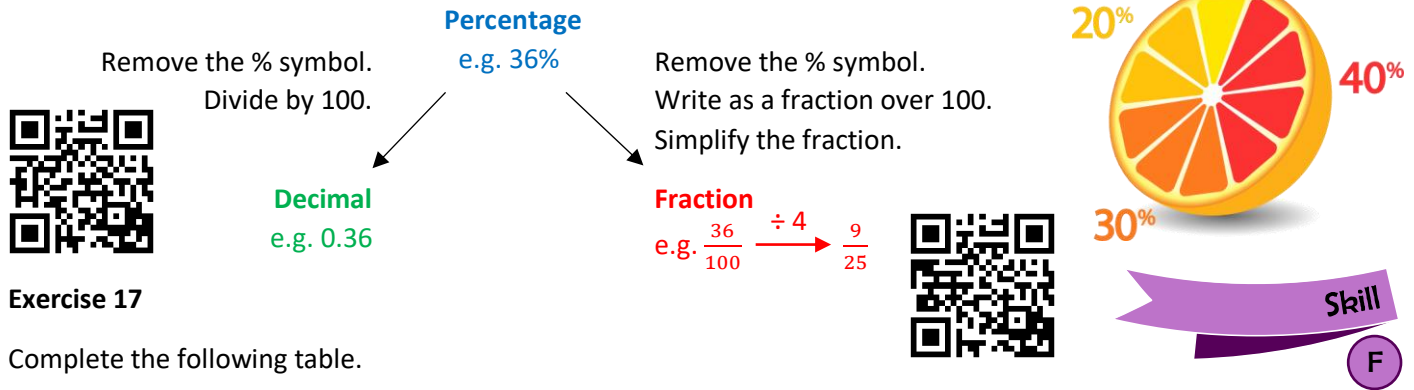 Percentage
e.g. 36%
Remove the % symbol.
Divide by 100.
Remove the % symbol.
Write as a fraction over 100.
Simplify the fraction.
Decimal
e.g. 0.36
Fraction
e.g. 36/100 ÷ 4 9/25
20%
40%
30%
Exercise 17
Complete the following table.
Skill
F